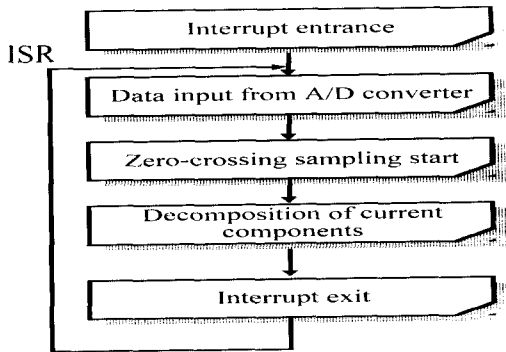 Interrupt entrance
ISR
Data input from A/D converter
Zero-crossing sampling start
Decomposition of current
components
Interrupt exit